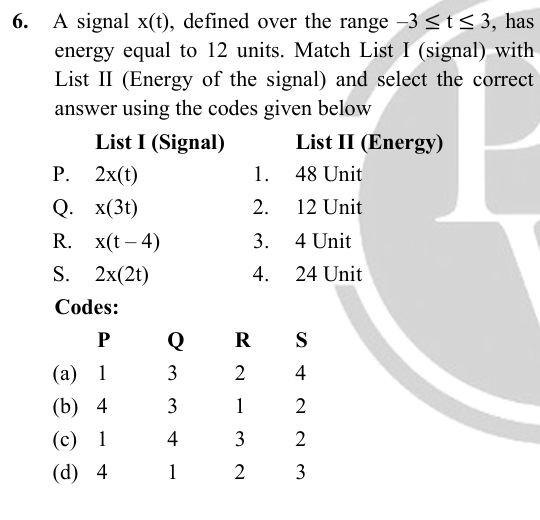 6. A signal x(t), defined over the range –3 ≤ t ≤ 3, has
energy equal to 12 units. Match List I (signal) with
List II (Energy of the signal) and select the correct
answer using the codes given below
List I (Signal) List II (Energy)
P. 2x(t) 1. 48 Unit
Q. x(3t) 2. 12 Unit
R. x(t – 4) 3. 4 Unit
S. 2x(2t) 4. 24 Unit
Codes:
P Q R S
(a) 1 3 2 4
(b) 4 3 1 2
(c) 1 4 3 2
(d) 4 1 2 3